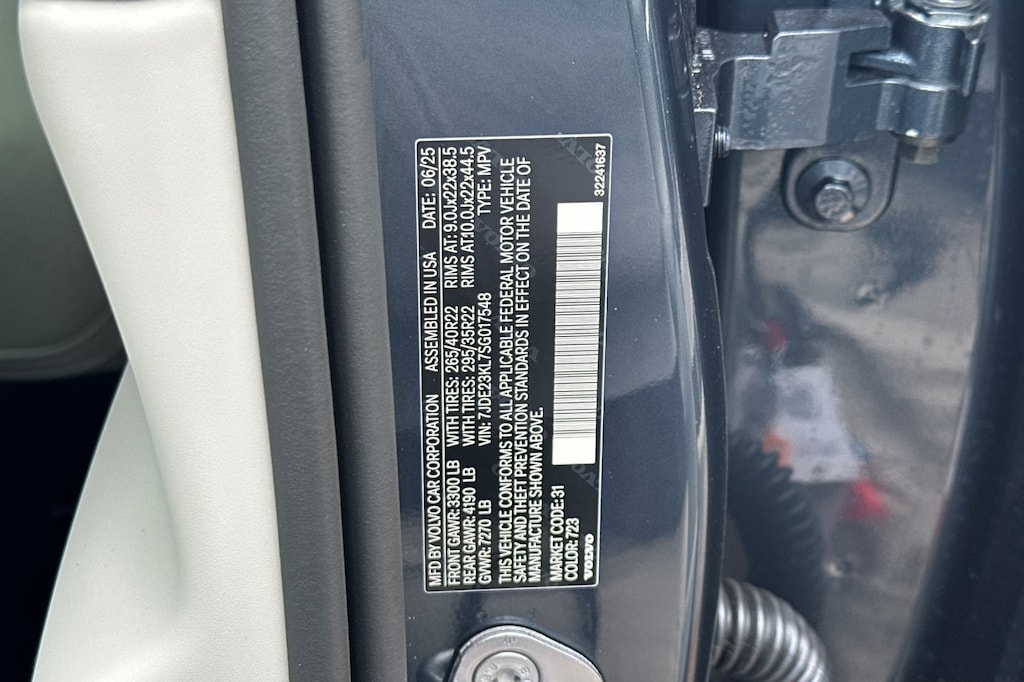 MFD BY VOLVO CAR CORPORATION ASSEMBLED IN USA DATE: 06/25
FRONT GAWR: 3300 LB WITH TIRES: 265/40R22 RIMS AT: 9.0Jx22x38.5
REAR GAWR: 4190 LB WITH TIRES: 295/35R22 RIMS AT:10.0Jx22x44.5
GVWR: 7270 LB VIN: 7JDE23KL7SG017548 TYPE: MPV
THIS VEHICLE CONFORMS TO ALL APPLICABLE FEDERAL MOTOR VEHICLE
SAFETY AND THEFT PREVENTION STANDARDS IN EFFECT ON THE DATE OF
MANUFACTURE SHOWN ABOVE.
MARKET CODE: 31
COLOR: 723
VOLVO
32241637